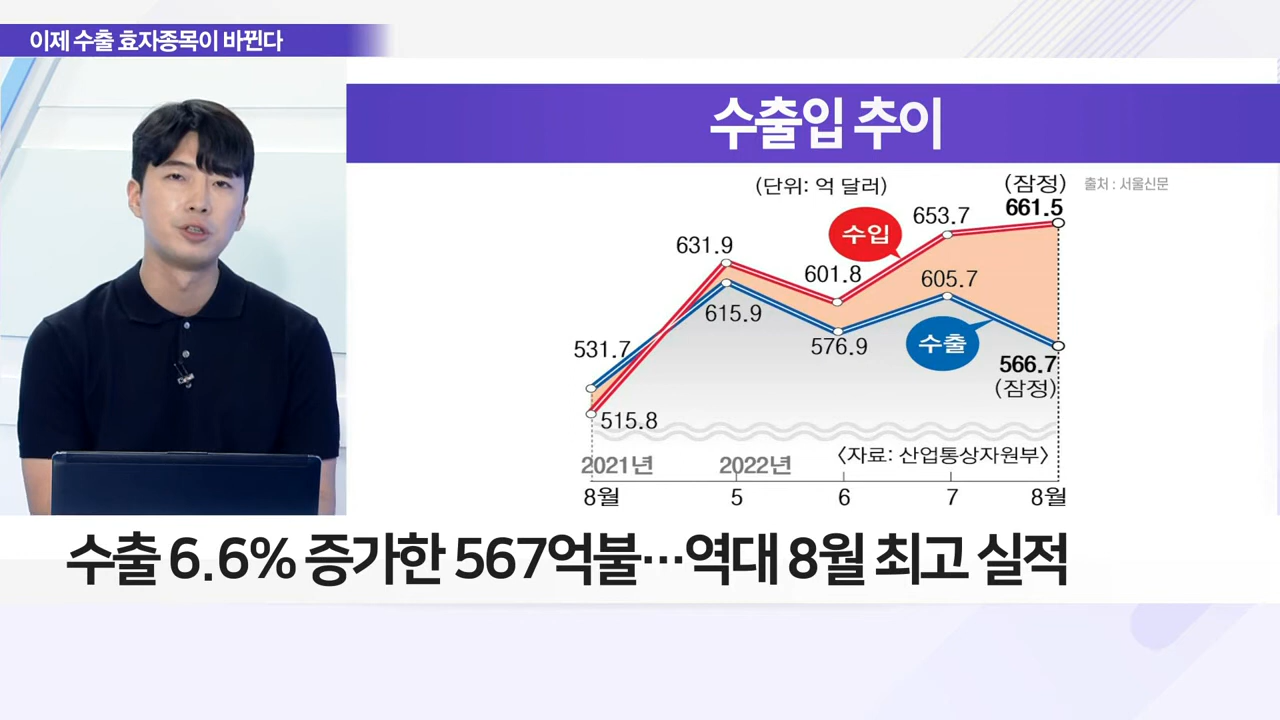 이제 수출 효자종목이 바뀐다
수출입 추이
(단위: 억 달러)
(잠정)
출처 : 서울신문
661.5
653.7
수입
631.9
601.8
605.7
615.9
576.9
수출
531.7
566.7
(잠정)
515.8
<자료: 산업통상자원부>
2021년 2022년
8월 5 6 7 8월
수출 6.6% 증가한 567억불…역대 8월 최고 실적